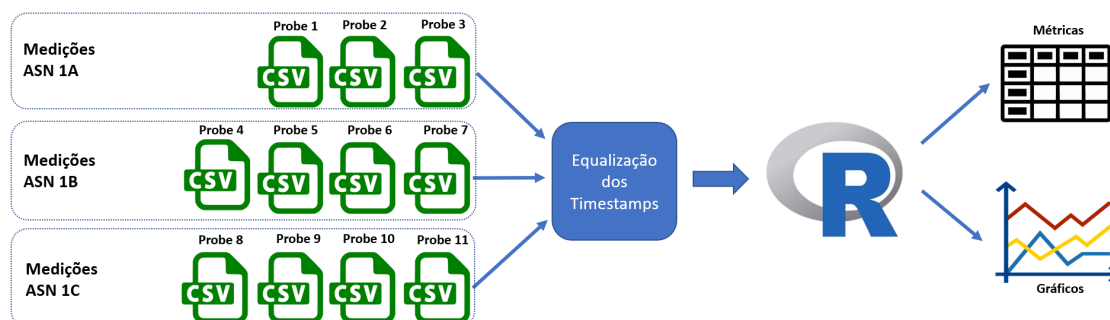 Medições
ASN 1A
Probe 1
Probe 2
Probe 3
CSV
CSV
CSV
Medições
ASN 1B
Probe 4
Probe 5
Probe 6
Probe 7
CSV
CSV
CSV
CSV
Medições
ASN 1C
Probe 8
Probe 9
Probe 10
Probe 11
CSV
CSV
CSV
CSV
Equalização
dos
Timestamps
R
Métricas
Gráficos